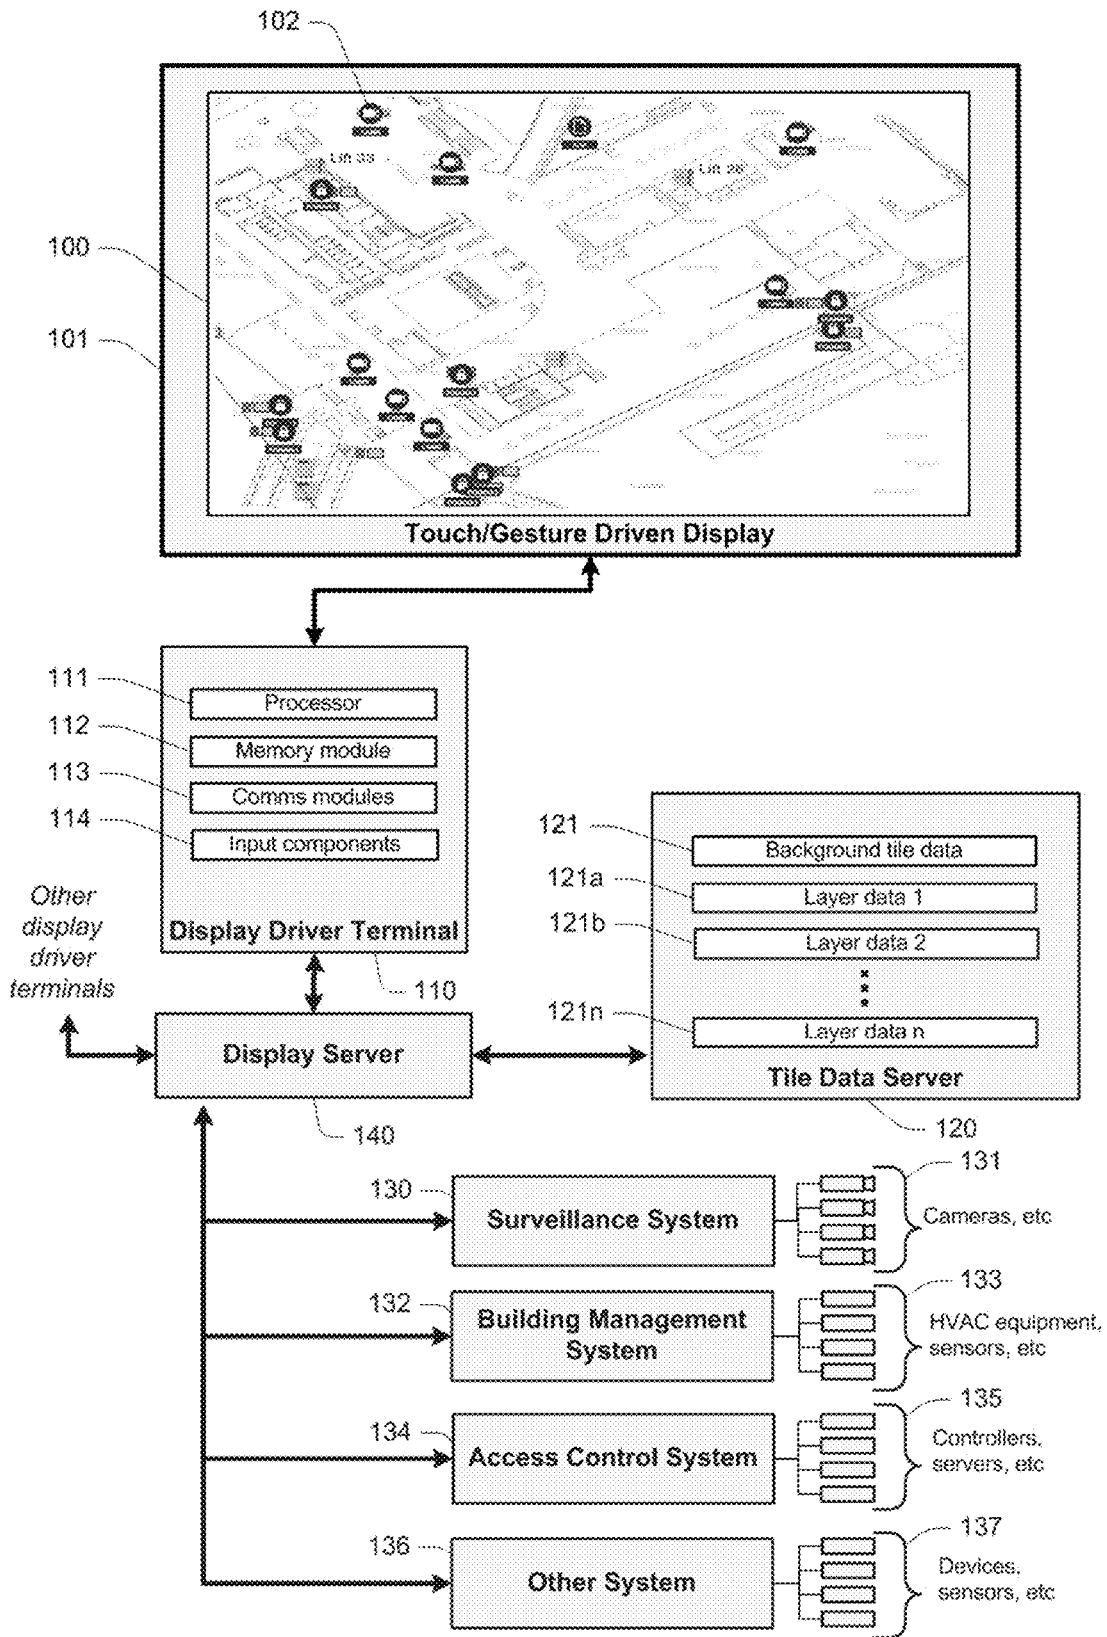 102
Lift 33
Lift 26
100
101
Touch/Gesture Driven Display
111
Processor
112
Memory module
113
Comms modules
114
Input components
Display Driver Terminal
110
Other
display
driver
terminals
121
Background tile data
121a
Layer data 1
121b
Layer data 2
121n
Layer data n
Tile Data Server
120
Display Server
140
130
Surveillance System
131
Cameras, etc
132
Building Management
System
133
HVAC equipment,
sensors, etc
134
Access Control System
135
Controllers,
servers, etc
136
Other System
137
Devices,
sensors, etc